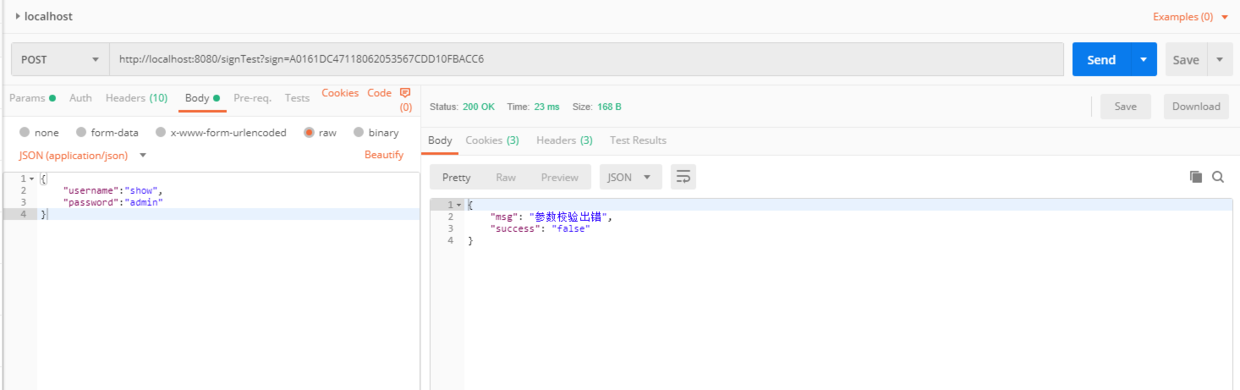 localhost
Examples (0)
POST
http://localhost:8080/signTest?sign=A0161DC47118062053567CDD10FBACC6
Send
Save
Params
Auth
Headers (10)
Body
Pre-req.
Tests
Cookies
Code
(0)
Status: 200 OK
Time: 23 ms
Size: 168 B
Save
Download
none
form-data
x-www-form-urlencoded
raw
binary
JSON (application/json)
Beautify
Body
Cookies (3)
Headers (3)
Test Results
Pretty
Raw
Preview
JSON
1 {
2 "username":"show",
3 "password":"admin"
4 }
1 {
2 "msg": "参数校验出错",
3 "success": "false"
4 }